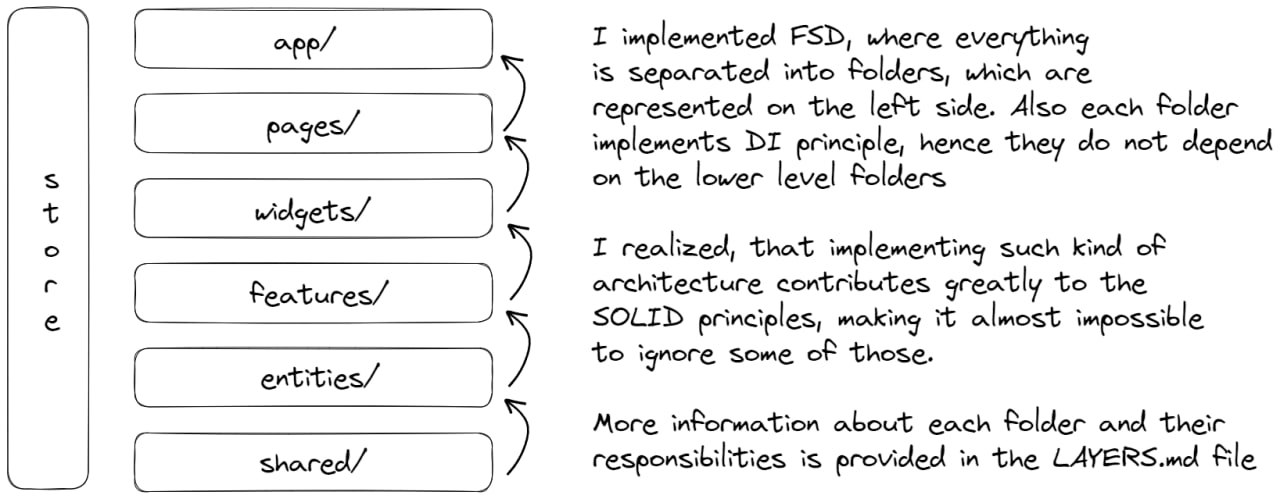 store
app/
pages/
widgets/
features/
entities/
shared/
I implemented FSD, where everything
is separated into folders, which are
represented on the left side. Also each folder
implements DI principle, hence they do not depend
on the lower level folders
I realized, that implementing such kind of
architecture contributes greatly to the
SOLID principles, making it almost impossible
to ignore some of those.
More information about each folder and their
responsibilities is provided in the LAYERS.md file